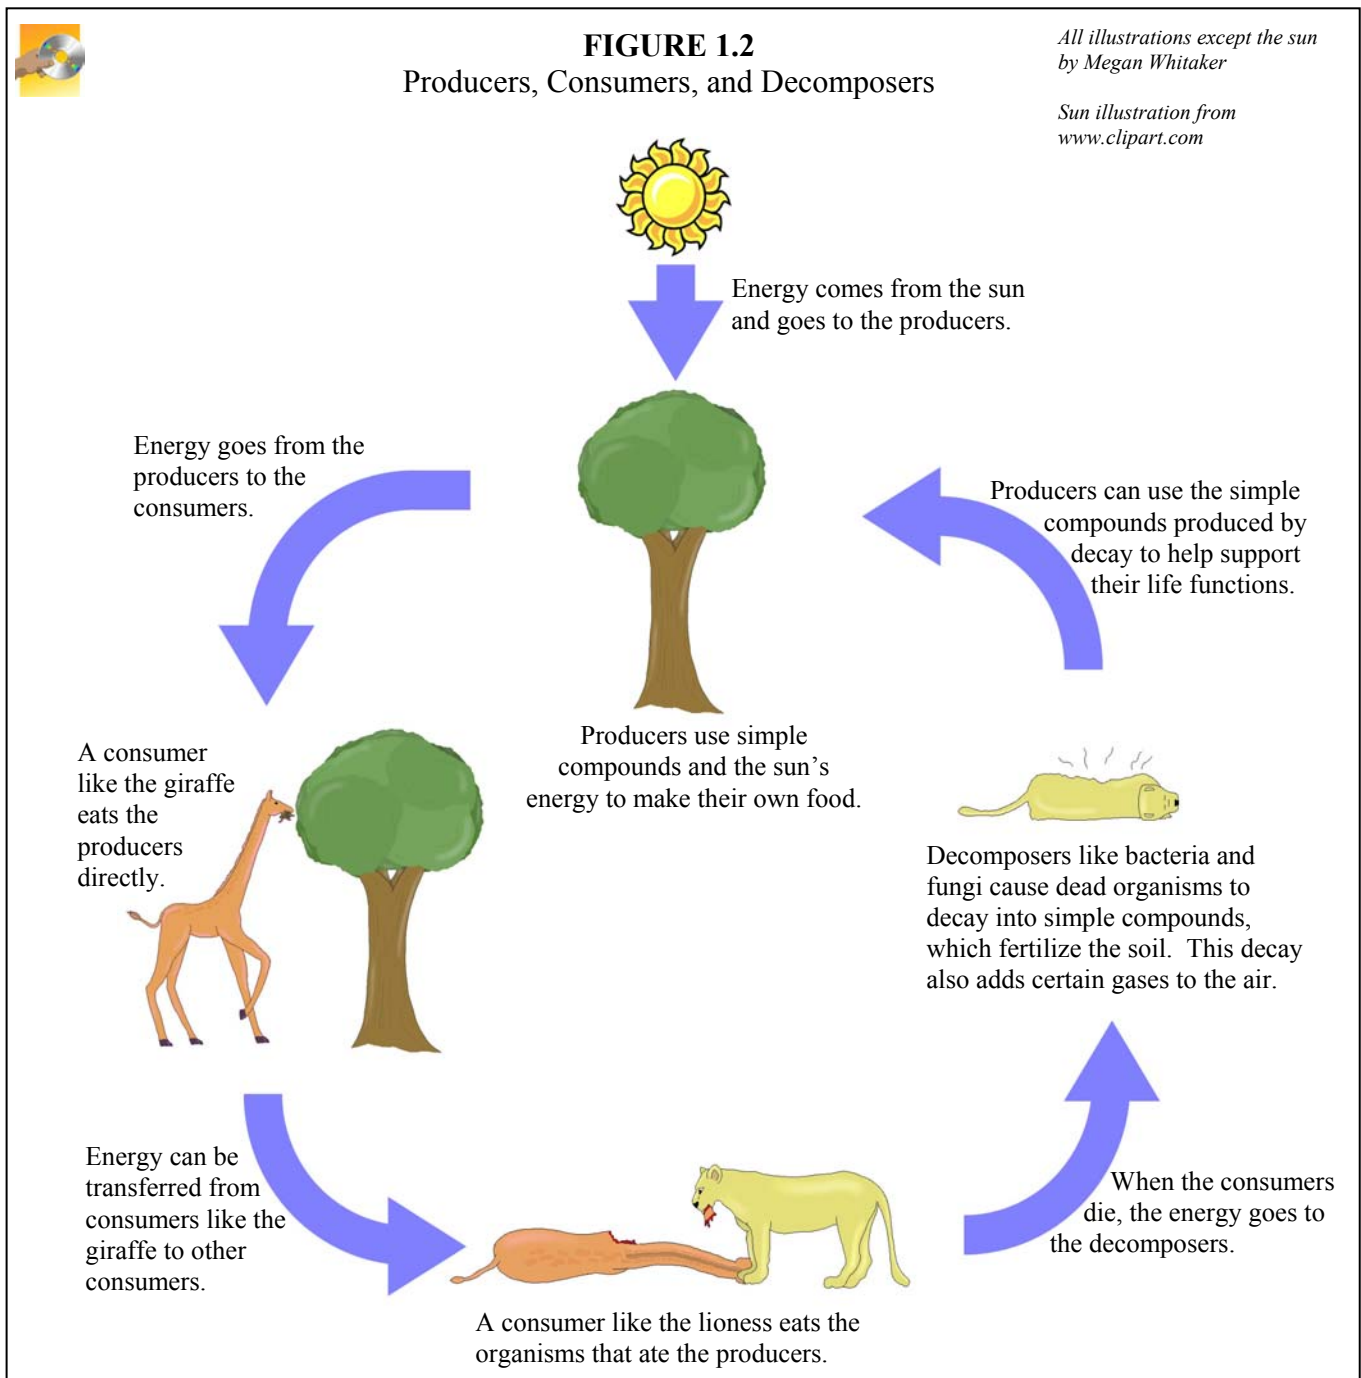 FIGURE 1.2
Producers, Consumers, and Decomposers
All illustrations except the sun
by Megan Whitaker
Sun illustration from
www.clipart.com
Energy comes from the sun
and goes to the producers.
Energy goes from the
producers to the
consumers.
Producers can use the simple
compounds produced by
decay to help support
their life functions.
Producers use simple
compounds and the sun’s
energy to make their own food.
A consumer
like the giraffe
eats the
producers
directly.
Decomposers like bacteria and
fungi cause dead organisms to
decay into simple compounds,
which fertilize the soil.  This decay
also adds certain gases to the air.
Energy can be
transferred from
consumers like the
giraffe to other
consumers.
When the consumers
die, the energy goes to
the decomposers.
A consumer like the lioness eats the
organisms that ate the producers.